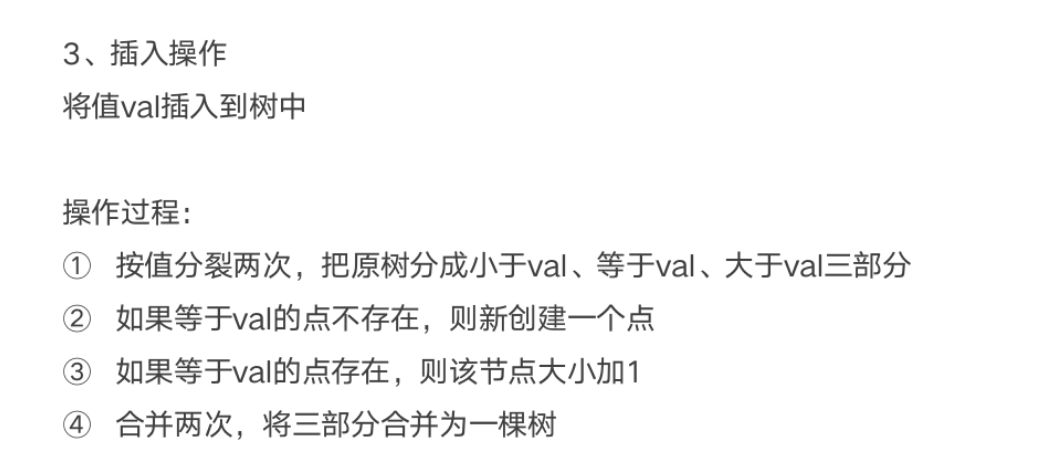 3、插入操作
将值val插入到树中
操作过程：
① 按值分裂两次，把原树分成小于val、等于val、大于val三部分
② 如果等于val的点不存在，则新创建一个点
③ 如果等于val的点存在，则该节点大小加1
④ 合并两次，将三部分合并为一棵树